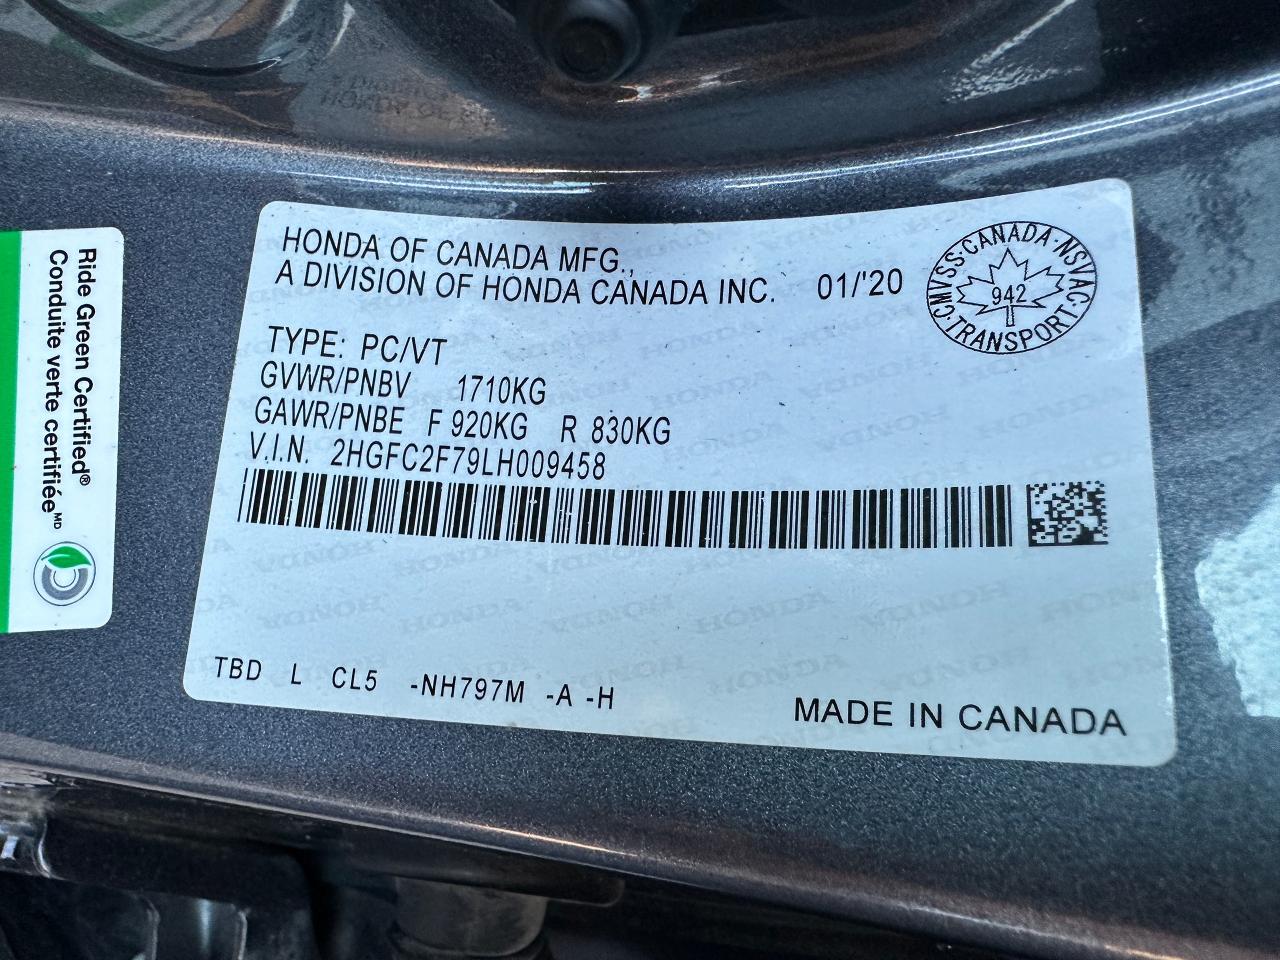 HONDA OF CANADA MFG.,
A DIVISION OF HONDA CANADA INC. 01/'20
CMVSS·CANADA·NSVAC·TRANSPORT·
942
TYPE: PC/VT
GVWR/PNBV 1710KG
GAWR/PNBE F 920KG R 830KG
V.I.N. 2HGFC2F79LH009458
TBD L CL5 -NH797M -A -H
MADE IN CANADA
Ride Green Certified®
Conduite verte certifiée MD
HONDA